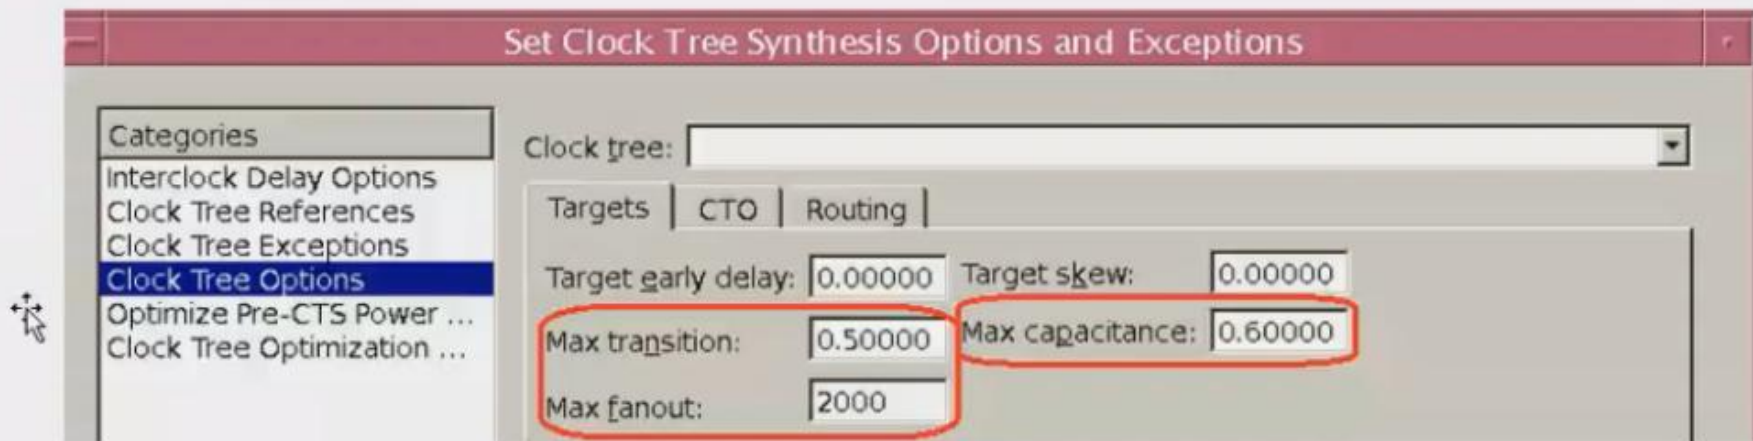 Set Clock Tree Synthesis Options and Exceptions
Categories
Interclock Delay Options
Clock Tree References
Clock Tree Exceptions
Clock Tree Options
Optimize Pre-CTS Power ...
Clock Tree Optimization ...
Clock tree:
Targets CTO Routing
Target early delay: 0.00000 Target skew: 0.00000
Max transition: 0.50000 Max capacitance: 0.60000
Max fanout: 2000